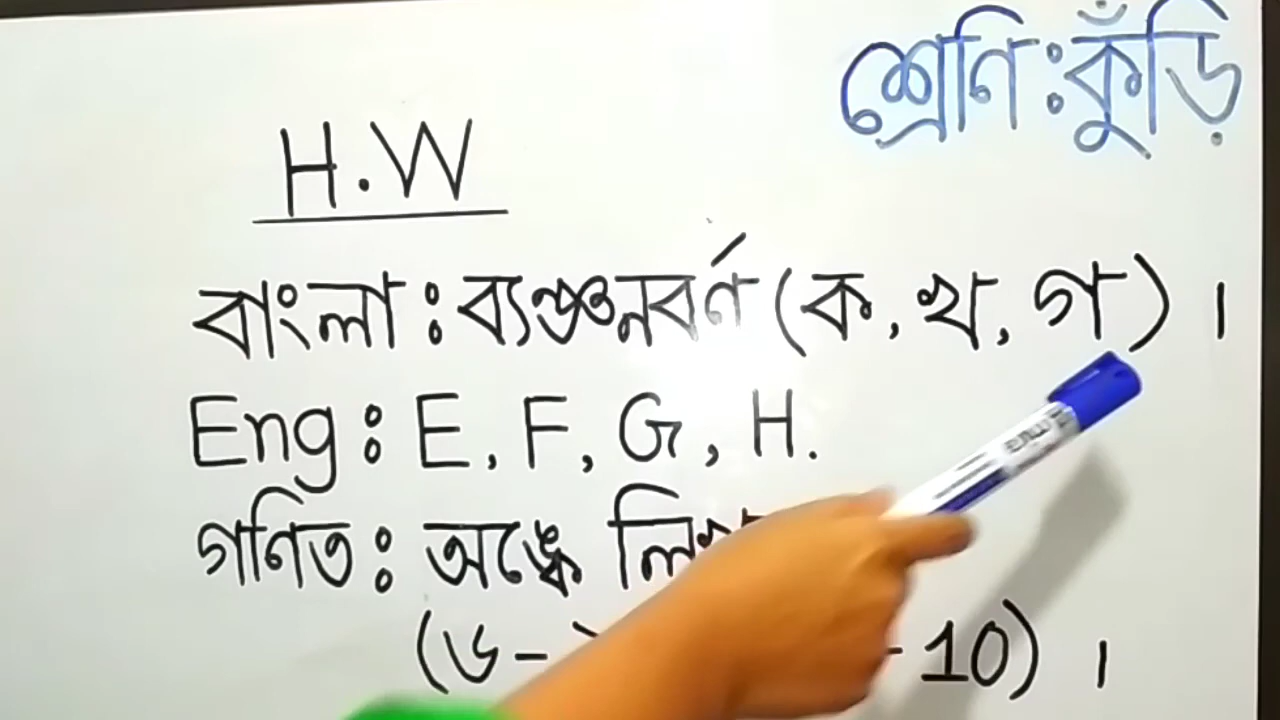 শ্রেণি : কুঁড়ি
H.W
বাংলা : ব্যঞ্জনবর্ণ (ক, খ, গ) ।
Eng : E, F, G, H.
গণিত : অঙ্কে
(৬- -10) ।